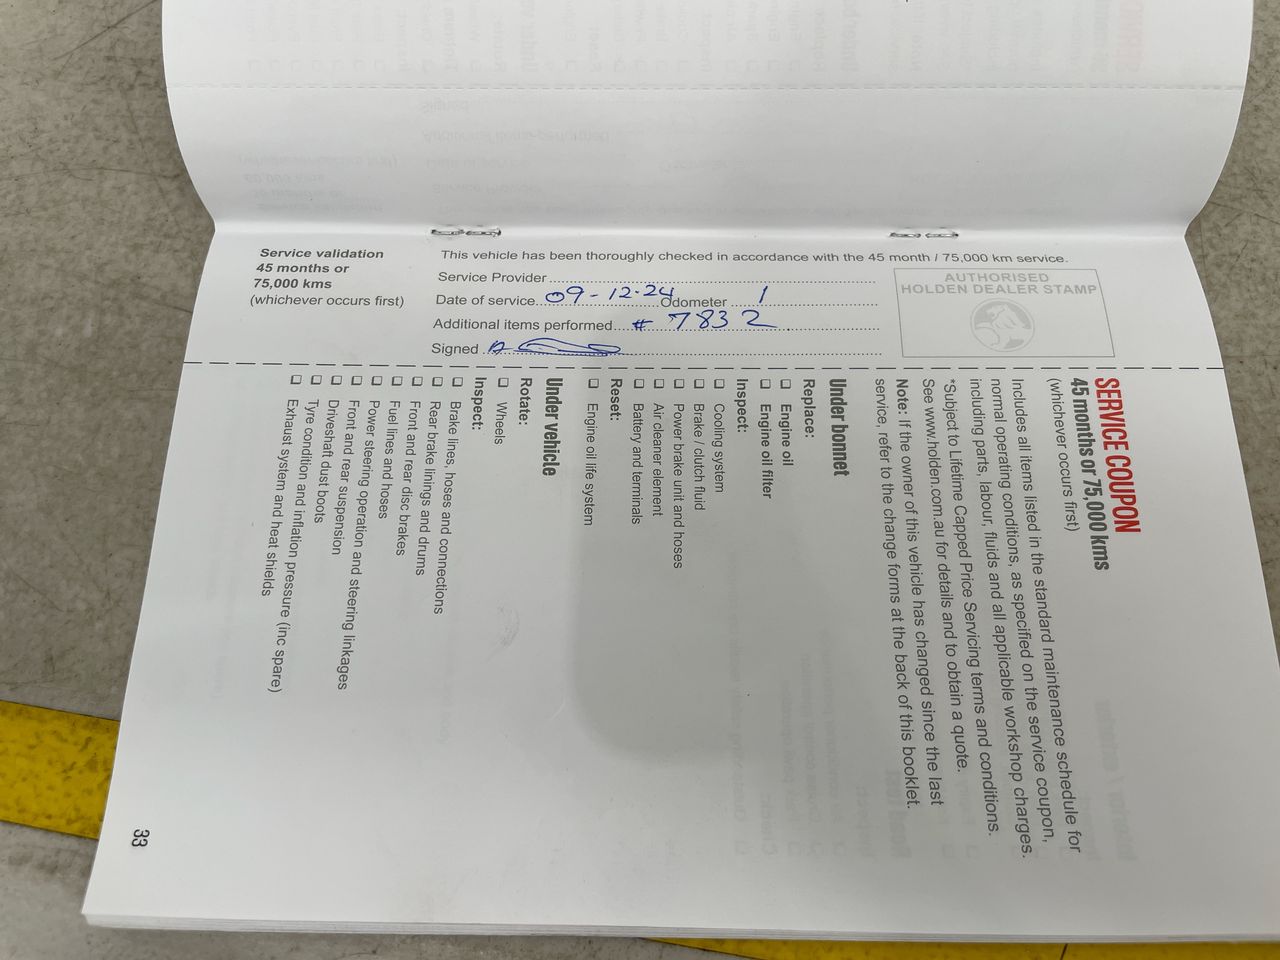 Service validation
45 months or
75,000 kms
(whichever occurs first)
This vehicle has been thoroughly checked in accordance with the 45 month / 75,000 km service.
Service Provider
Date of service 09-12-24 Odometer 1
Additional items performed # 7832
Signed
AUTHORISED
HOLDEN DEALER STAMP
SERVICE COUPON
45 months or 75,000 kms
(whichever occurs first)
Includes all items listed in the standard maintenance schedule for
normal operating conditions, as specified on the service coupon,
including parts, labour, fluids and all applicable workshop charges.
*Subject to Lifetime Capped Price Servicing terms and conditions.
See www.holden.com.au for details and to obtain a quote.
Note: If the owner of this vehicle has changed since the last
service, refer to the change forms at the back of this booklet.
Under bonnet
Replace:
❏ Engine oil
❏ Engine oil filter
Inspect:
❏ Cooling system
❏ Brake / clutch fluid
❏ Power brake unit and hoses
❏ Air cleaner element
❏ Battery and terminals
Reset:
❏ Engine oil life system
Under vehicle
Rotate:
❏ Wheels
Inspect:
❏ Brake lines, hoses and connections
❏ Rear brake linings and drums
❏ Front and rear disc brakes
❏ Fuel lines and hoses
❏ Power steering operation and steering linkages
❏ Front and rear suspension
❏ Driveshaft dust boots
❏ Tyre condition and inflation pressure (inc spare)
❏ Exhaust system and heat shields
33